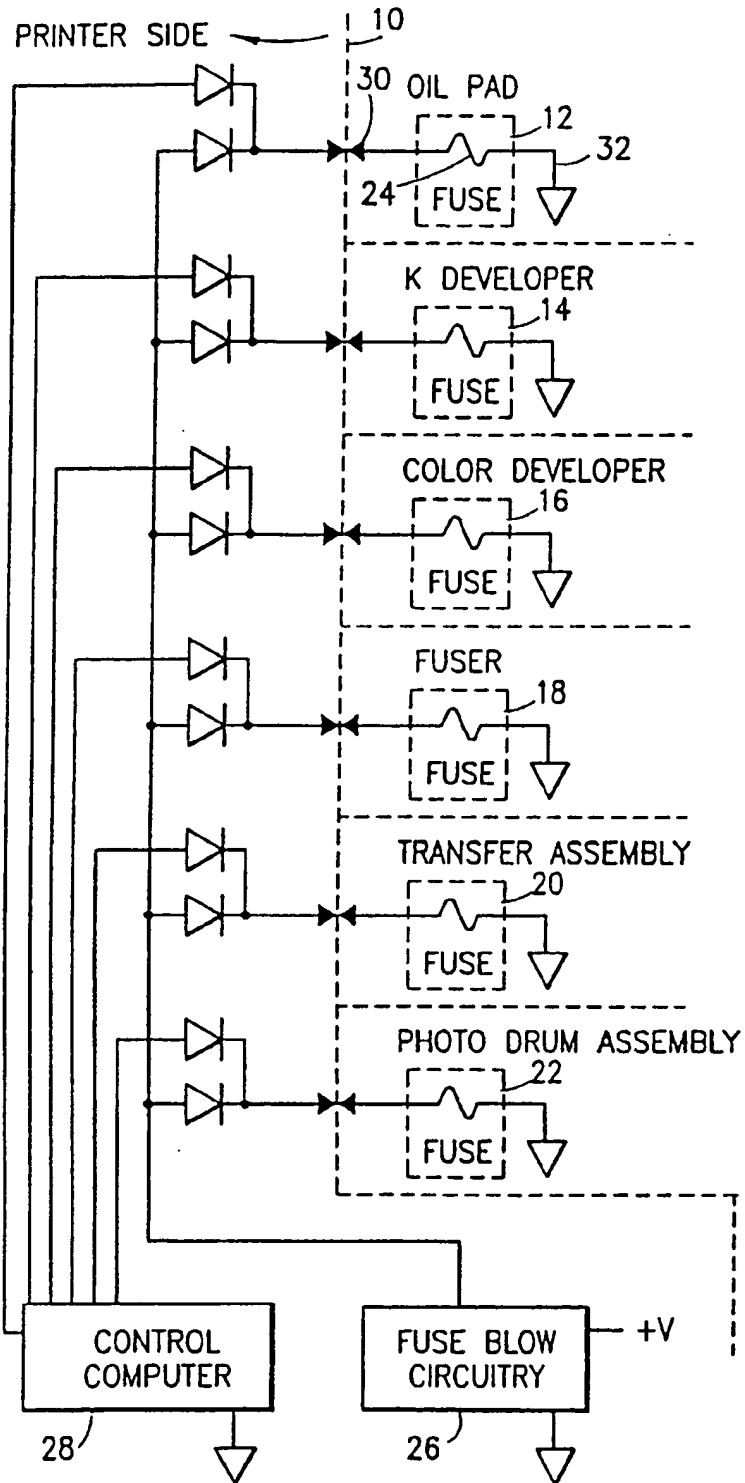 PRINTER SIDE
10
30
OIL PAD
12
32
24
FUSE
K DEVELOPER
14
FUSE
COLOR DEVELOPER
16
FUSE
FUSER
18
FUSE
TRANSFER ASSEMBLY
20
FUSE
PHOTO DRUM ASSEMBLY
22
FUSE
CONTROL
COMPUTER
28
FUSE BLOW
CIRCUITRY
+V
26